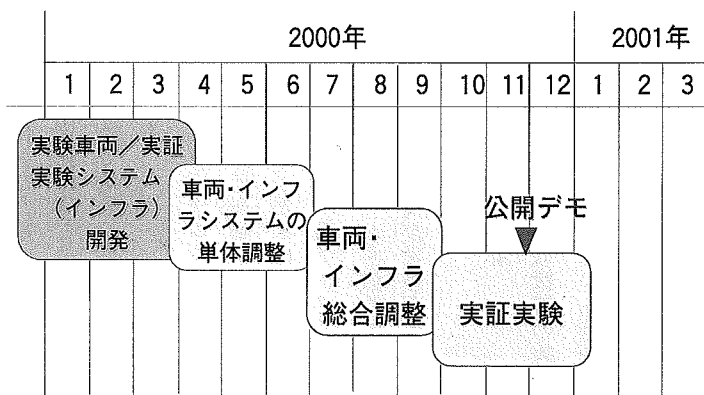 2000年
2001年
1 2 3 4 5 6 7 8 9 10 11 12 1 2 3
実験車両／実証
実験システム
（インフラ）
開発
車両・インフ
ラシステムの
単体調整
車両・
インフラ
総合調整
公開デモ
実証実験